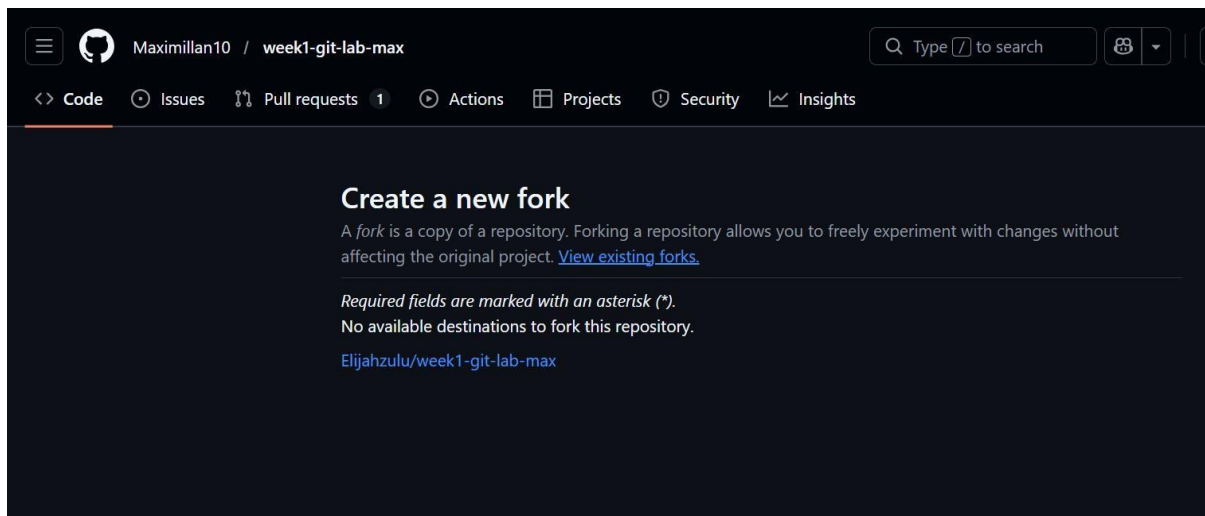 Maximillan10 / week1-git-lab-max
Type / to search
<> Code Issues Pull requests 1 Actions Projects Security Insights
Create a new fork
A fork is a copy of a repository. Forking a repository allows you to freely experiment with changes without
affecting the original project. View existing forks.
Required fields are marked with an asterisk (*).
No available destinations to fork this repository.
Elijahzulu/week1-git-lab-max